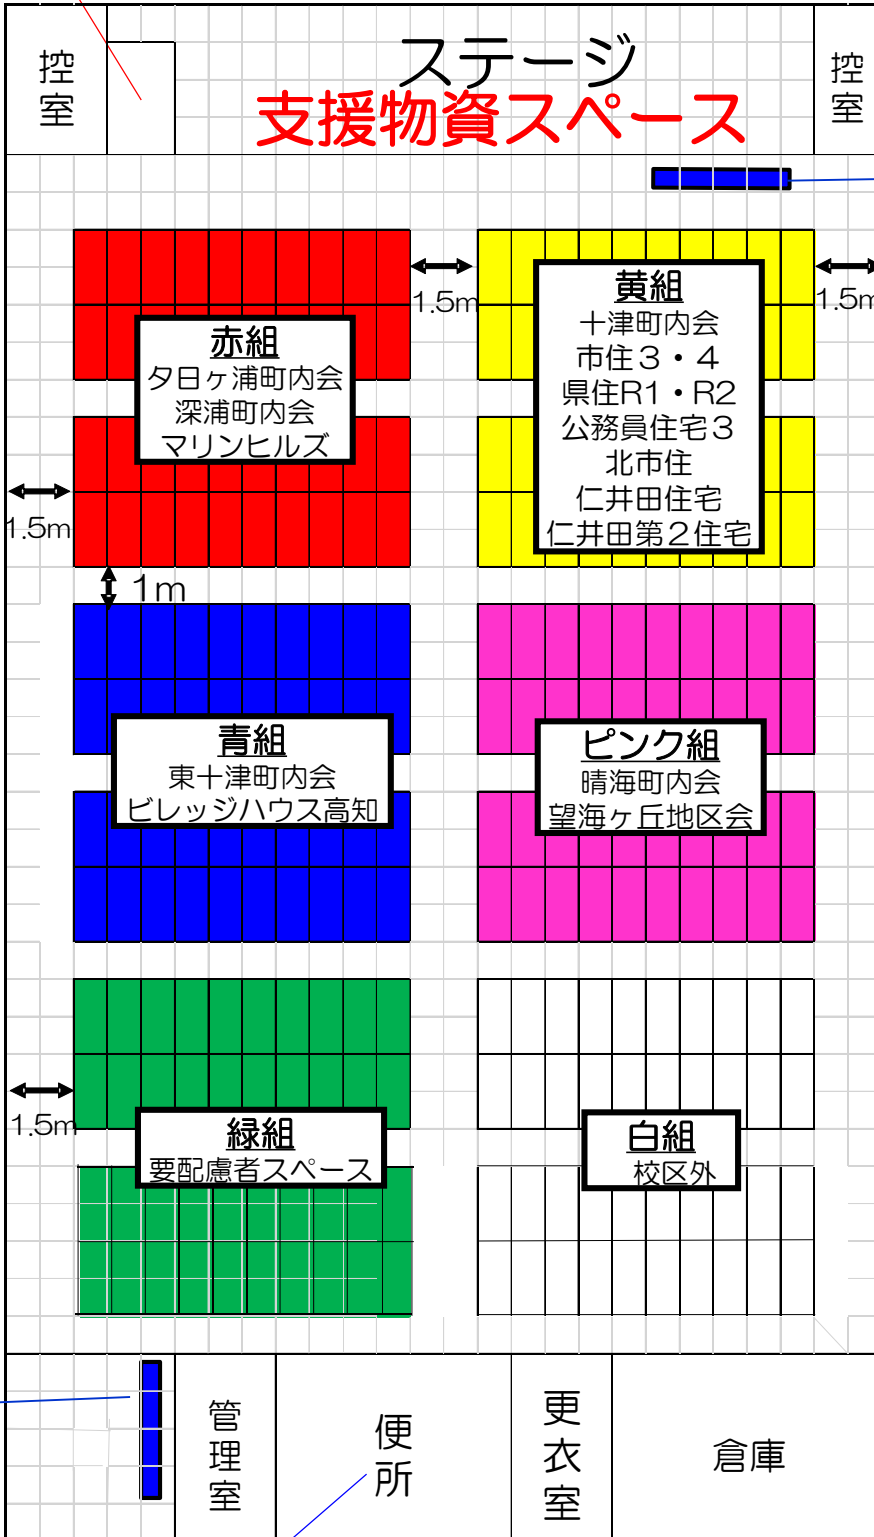 控室
ステージ
支援物資スペース
控室
1.5m
1.5m
赤組
夕日ヶ浦町内会
深浦町内会
マリンヒルズ
黄組
十津町内会
市住３・４
県住R1・R2
公務員住宅３
北市住
仁井田住宅
仁井田第２住宅
1.5m
1m
青組
東十津町内会
ビレッジハウス高知
ピンク組
晴海町内会
望海ヶ丘地区会
1.5m
緑組
要配慮者スペース
白組
校区外
管理室
便所
更衣室
倉庫